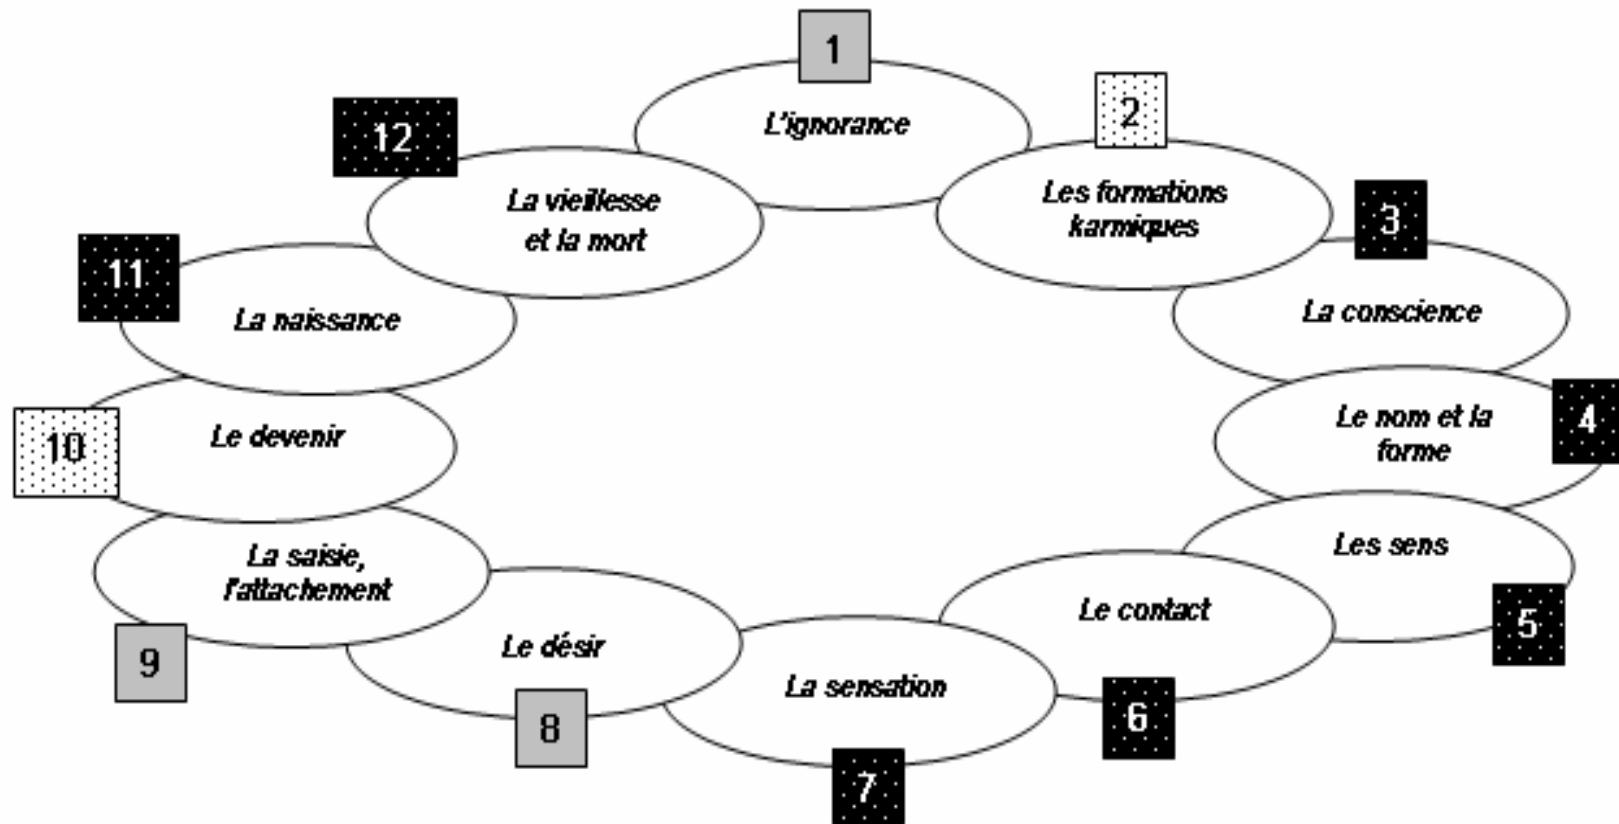 1
L'ignorance
2
Les formations
karmiques
3
La conscience
4
Le nom et la
forme
5
Les sens
6
Le contact
7
La sensation
8
Le désir
9
La saisie,
l'attachement
10
Le devenir
11
La naissance
12
La vieillesse
et la mort